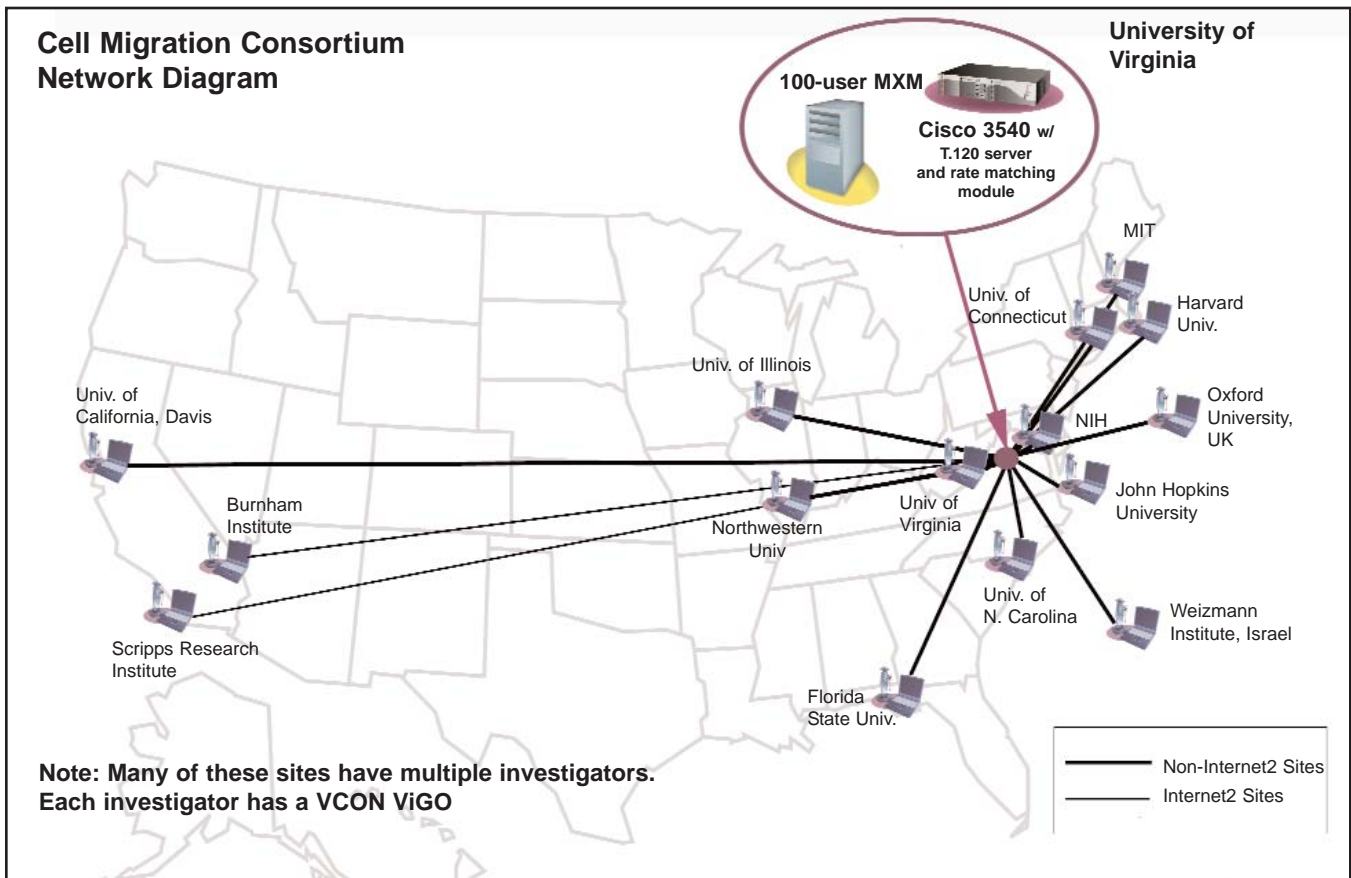 Cell Migration Consortium
Network Diagram
University of
Virginia
100-user MXM
Cisco 3540 w/
T.120 server
and rate matching
module
MIT
Univ. of
Connecticut
Harvard
Univ.
Univ. of Illinois
Univ. of
California, Davis
Oxford
University,
UK
NIH
Burnham
Institute
Northwestern
Univ
Univ of
Virginia
John Hopkins
University
Univ. of
N. Carolina
Weizmann
Institute, Israel
Scripps Research
Institute
Florida
State Univ.
Note: Many of these sites have multiple investigators.
Each investigator has a VCON ViGO
Non-Internet2 Sites
Internet2 Sites